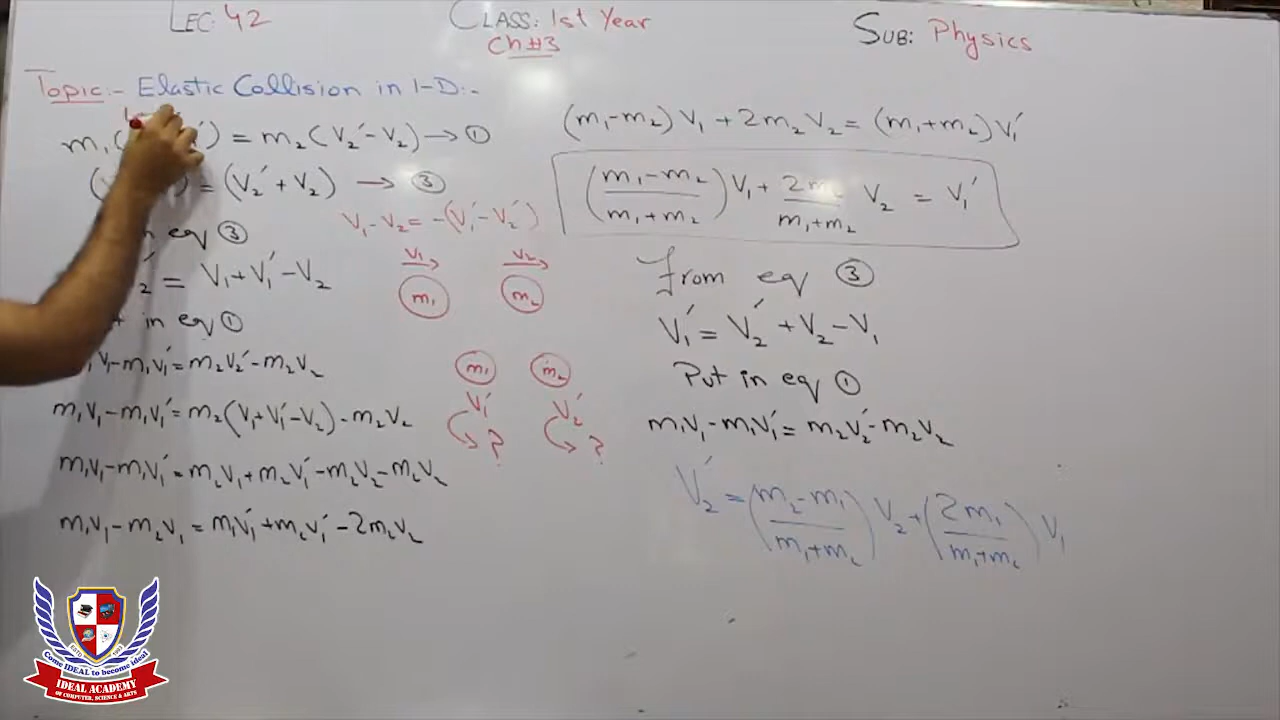 LEC: 42
CLASS: 1st Year
Ch#3
SUB: Physics
Topic:- Elastic Collision in 1-D:-
m₁( ′) = m₂(V₂′-V₂) → ①
( ) = (V₂′+V₂) → ③
eq ③
V₁-V₂ = -(V₁′-V₂′)
₂′ = V₁+V₁′-V₂
in eq ①
V₁-m₁V₁′ = m₂V₂′-m₂V₂
m₁V₁-m₁V₁′ = m₂(V₁+V₁′-V₂)-m₂V₂
m₁V₁-m₁V₁′ = m₂V₁+m₂V₁′-m₂V₂-m₂V₂
m₁V₁-m₂V₁ = m₁V₁′+m₂V₁′-2m₂V₂
V₁ V₂
m₁ m₂
m₁ m₂
V₁′ V₂′
? ?
(m₁-m₂)V₁+2m₂V₂ = (m₁+m₂)V₁′
((m₁-m₂)/(m₁+m₂))V₁ + 2m /(m₁+m₂) V₂ = V₁′
From eq ③
V₁′ = V₂′+V₂-V₁
Put in eq ①
m₁V₁-m₁V₁′ = m₂V₂′-m₂V₂
V₂′ = ((m₂-m₁)/(m₁+m₂))V₂+((2m₁)/(m₁+m₂))V₁
Come IDEAL to become ideal
IDEAL ACADEMY
OF COMPUTER, SCIENCE & ARTS